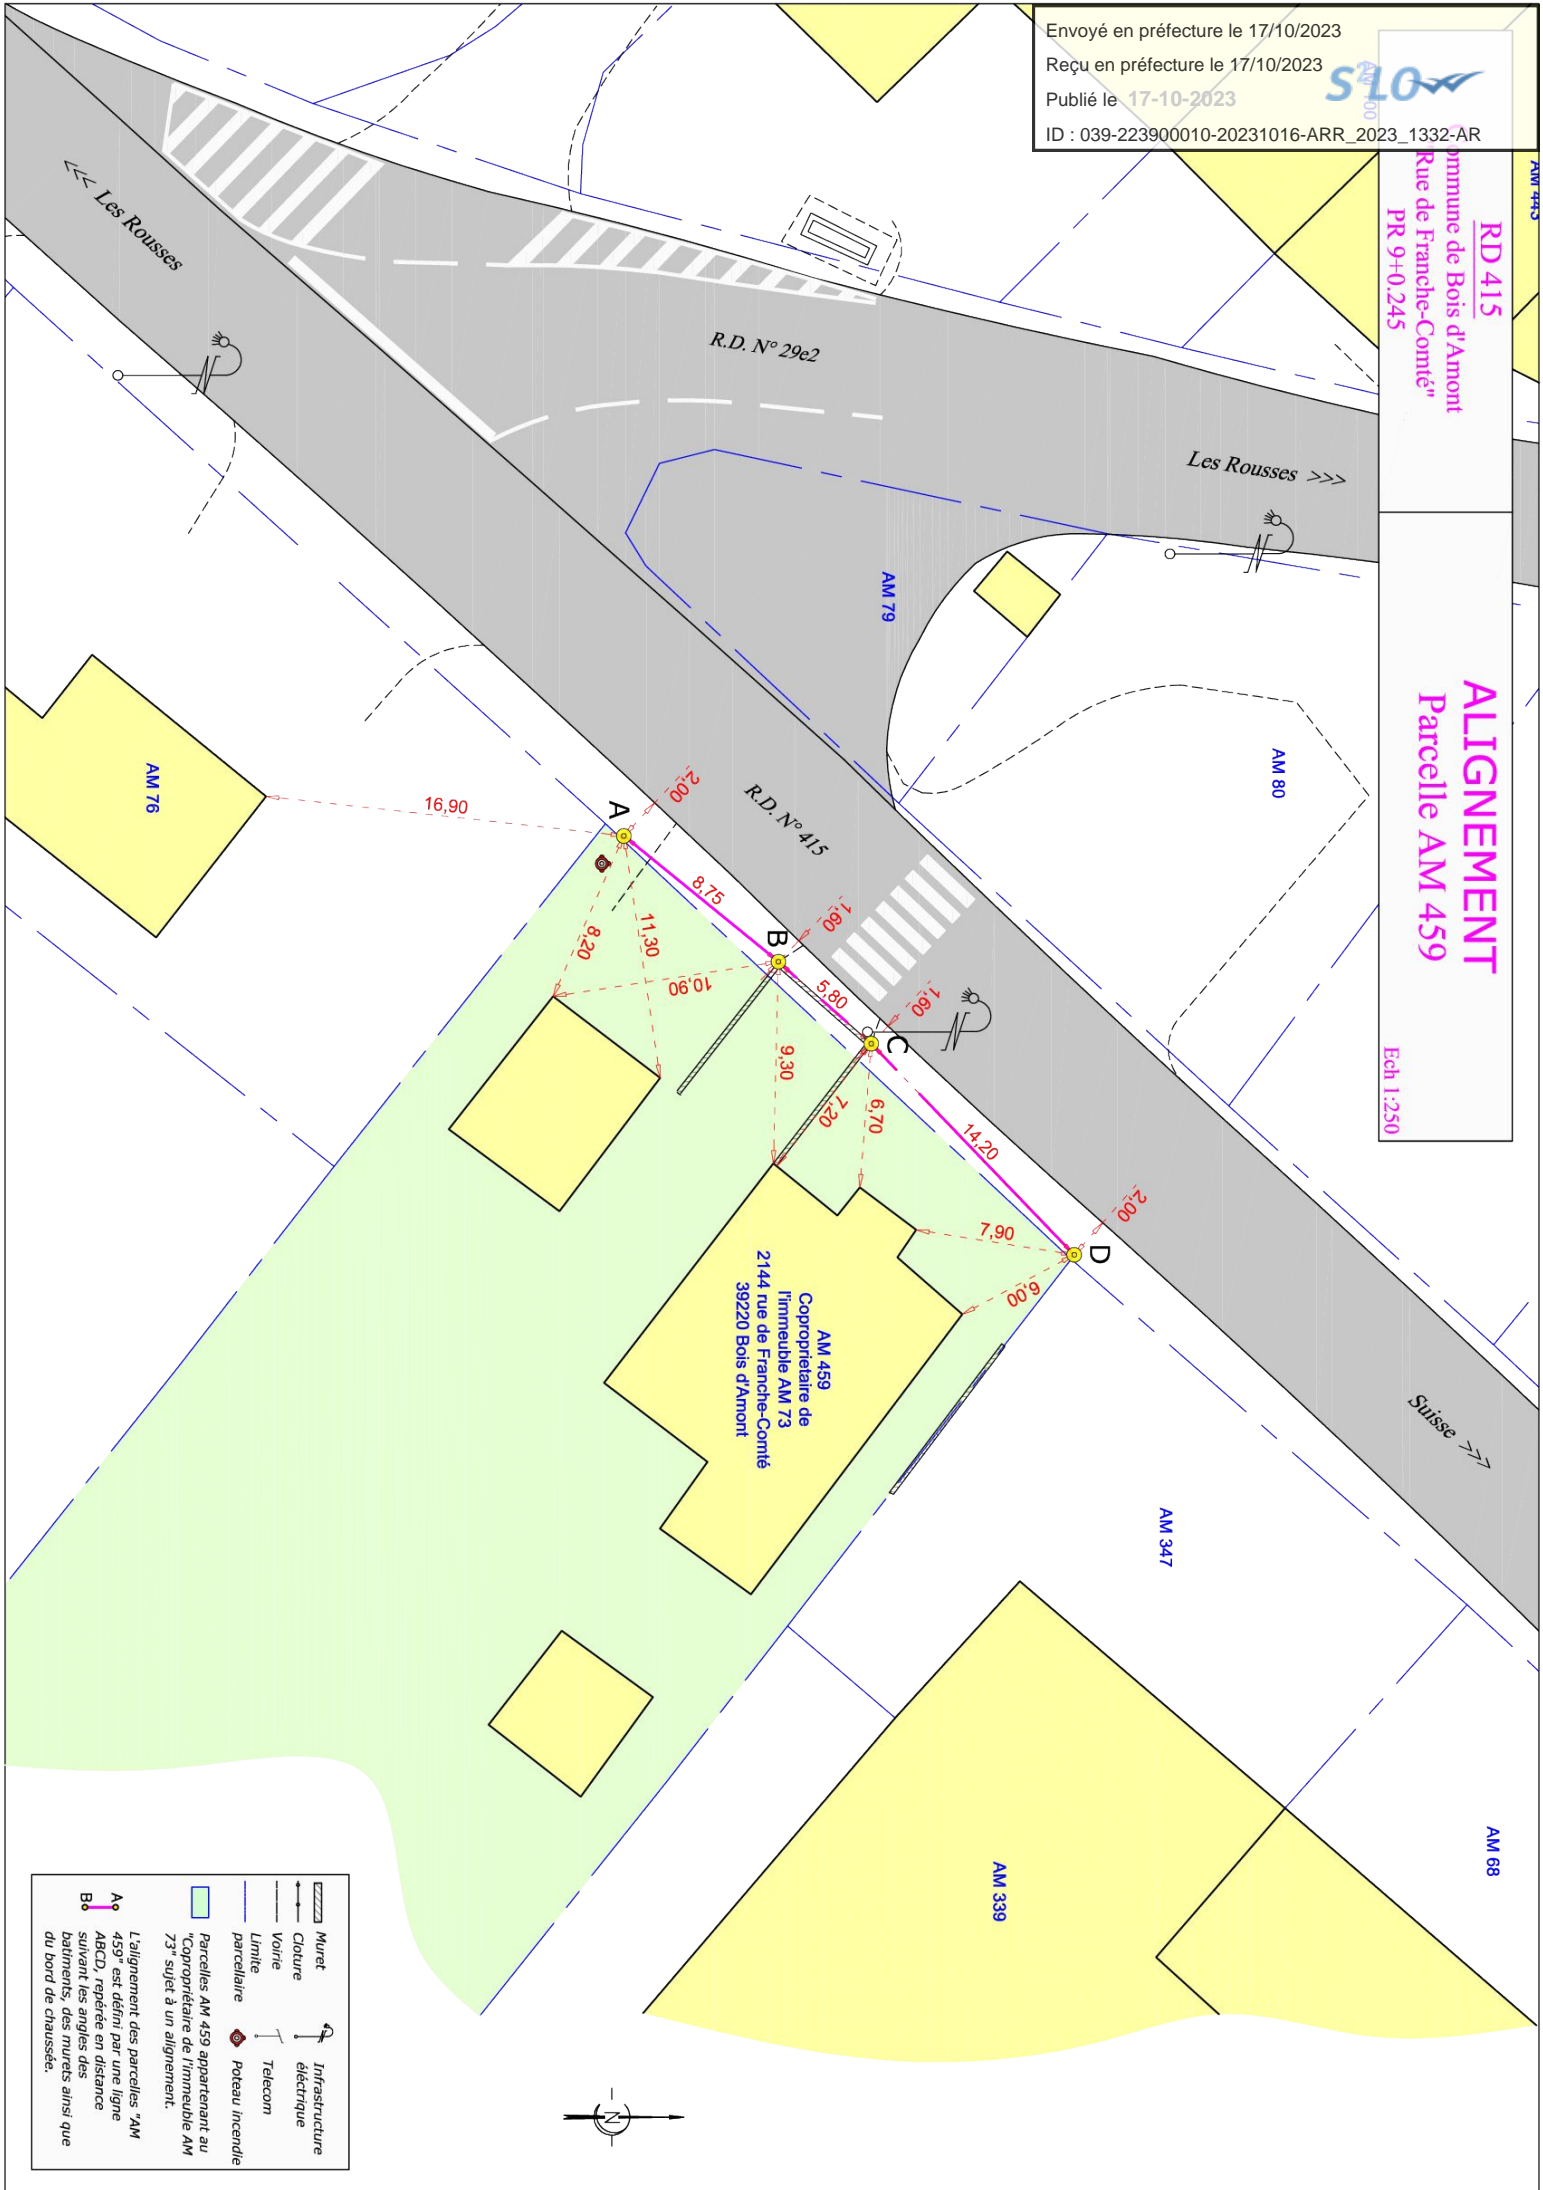 Envoyé en préfecture le 17/10/2023
Reçu en préfecture le 17/10/2023
Publié le 17-10-2023
S²LO
ID : 039-223900010-20231016-ARR_2023_1332-AR
RD 415
Commune de Bois d'Amont
"Rue de Franche-Comté"
PR 9+0.245
ALIGNEMENT
Parcelle AM 459
Ech 1:250
AM 443
<<< Les Rousses
R.D. N° 29e2
Les Rousses >>>
AM 79
AM 80
AM 76
R.D. N° 415
Suisse >>>
16,90
2,00
A
8,75
8,20
11,30
B
1,60
10,90
5,80
9,30
1,60
C
7,20
6,70
14,20
2,00
D
7,90
6,00
AM 459
Coproprietaire de
l'immeuble AM 73
2144 rue de Franche-Comté
39220 Bois d'Amont
AM 347
AM 68
AM 339
Muret
Cloture
Voirie
Limite
parcellaire
Infrastructure
éléctrique
Telecom
Poteau incendie
Parcelles AM 459 appartenant au
"Copropriétaire de l'immeuble AM
73" sujet à un alignement.
A
B
L'alignement des parcelles "AM
459" est défini par une ligne
ABCD, repérée en distance
suivant les angles des
batiments, des murets ainsi que
du bord de chaussée.
N